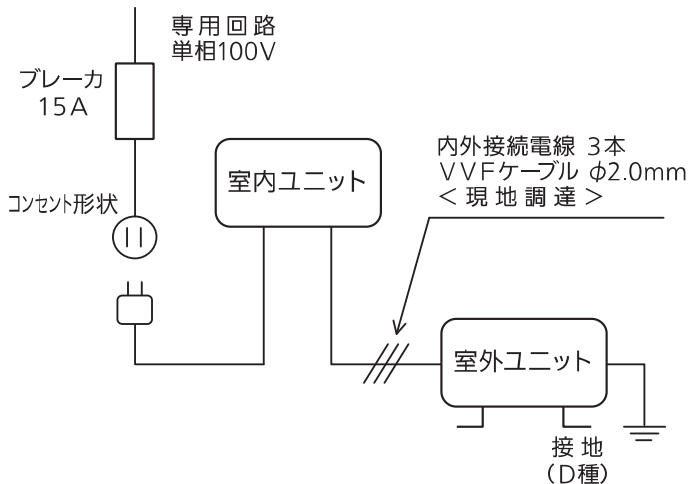 専用回路
単相100V
ブレーカ
15A
コンセント形状
室内ユニット
内外接続電線 3本
VVFケーブル φ2.0mm
<現地調達>
室外ユニット
接地
(D種)